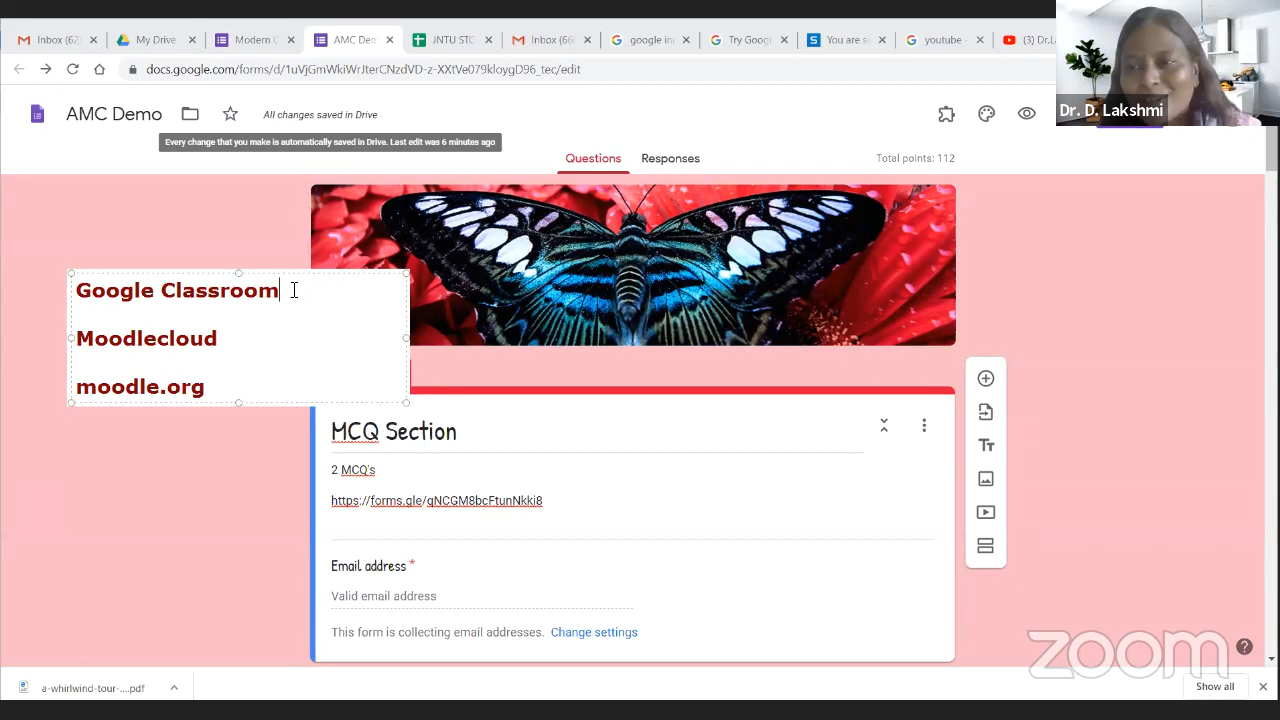 Inbox (62
My Drive
Modern C
AMC Dem
JNTU STC
Inbox (66
google in
Try Googl
You are s
youtube -
(3) Dr.L
docs.google.com/forms/d/1uVjGmWkiWrJterCNzdVD-z-XXtVe079kloygD96_tec/edit
AMC Demo
All changes saved in Drive
Dr. D. Lakshmi
Every change that you make is automatically saved in Drive. Last edit was 6 minutes ago
Questions
Responses
Total points: 112
Google Classroom
Moodlecloud
moodle.org
MCQ Section
2 MCQ's
https://forms.gle/qNCGM8bcFtunNkki8
Email address *
Valid email address
This form is collecting email addresses. Change settings
zoom
a-whirlwind-tour-....pdf
Show all